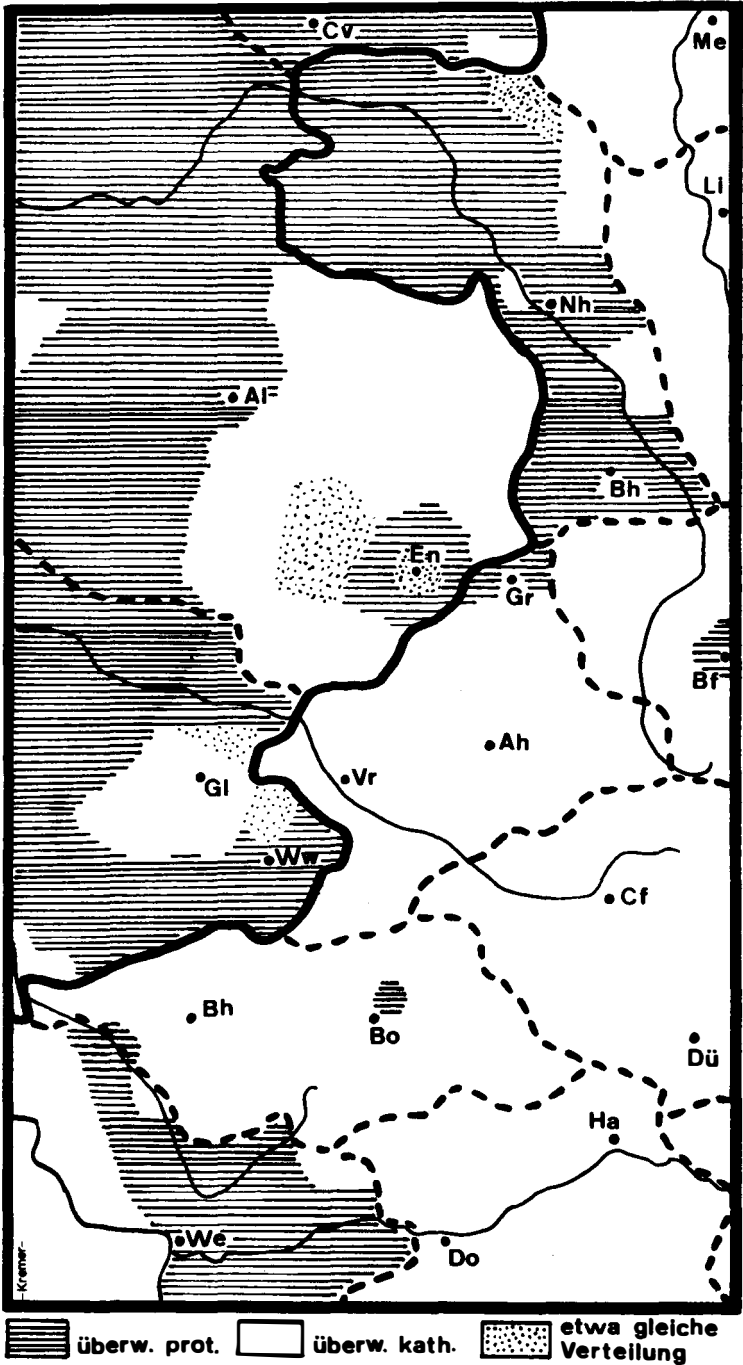 Cv
Me
Li
Nh
Al
Bh
En
Gr
Bf
Ah
Gl
Vr
Ww
Cf
Bh
Bo
Dü
Ha
We
Do
-Kremer-
überw. prot.
überw. kath.
etwa gleiche
Verteilung